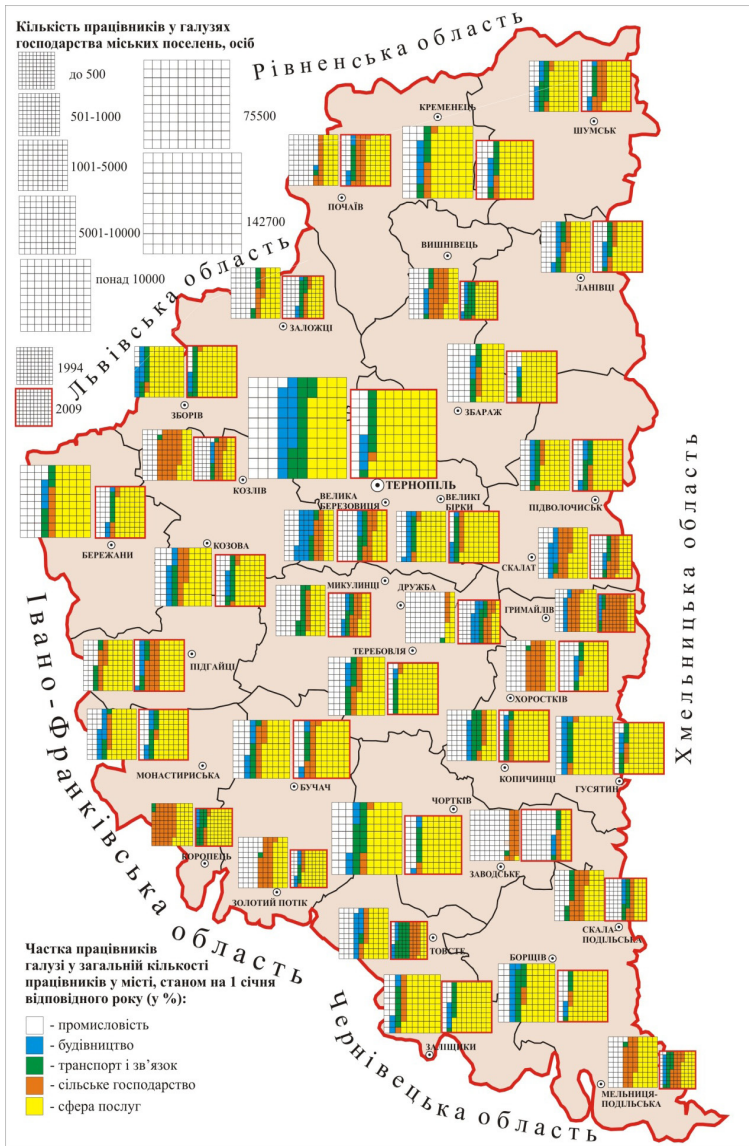 Кількість працівників у галузях
господарства міських поселень, осіб
до 500
501-1000
1001-5000
5001-10000
понад 10000
75500
142700
1994
2009
Рівненська область
Львівська область
Хмельницька область
Івано-Франківська область
Чернівецька область
КРЕМЕНЕЦЬ
ШУМСЬК
ПОЧАЇВ
ВИШНІВЕЦЬ
ЛАНІВЦІ
ЗАЛОЖЦІ
ЗБОРІВ
ЗБАРАЖ
КОЗЛІВ
ТЕРНОПІЛЬ
ВЕЛИКА
БЕРЕЗОВИЦЯ
ВЕЛИКІ
БІРКИ
ПІДВОЛОЧИСЬК
БЕРЕЖАНИ
КОЗОВА
СКАЛАТ
МИКУЛИНЦІ
ДРУЖБА
ГРИМАЙЛІВ
ПІДГАЙЦІ
ТЕРЕБОВЛЯ
ХОРОСТКІВ
МОНАСТИРИСЬКА
БУЧАЧ
КОПИЧИНЦІ
ГУСЯТИН
ЧОРТКІВ
КОРОПЕЦЬ
ЗОЛОТИЙ ПОТІК
ЗАВОДСЬКЕ
ТОВСТЕ
СКАЛА
ПОДІЛЬСЬКА
БОРЩІВ
ЗАЛІЩИКИ
МЕЛЬНИЦЯ-
ПОДІЛЬСЬКА
Частка працівників
галузі у загальній кількості
працівників у місті, станом на 1 січня
відповідного року (у %):
- промисловість
- будівництво
- транспорт і зв’язок
- сільське господарство
- сфера послуг